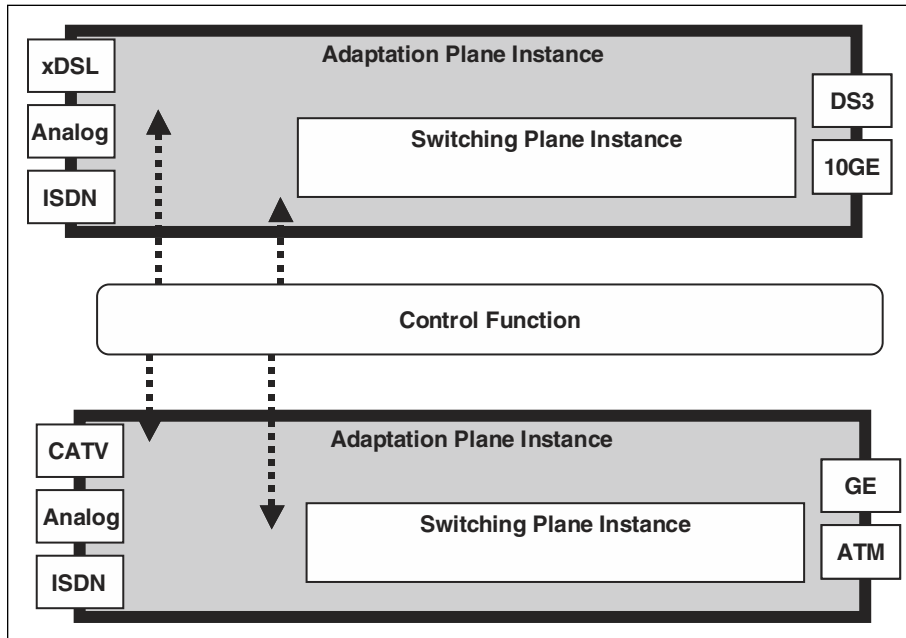 Adaptation Plane Instance
xDSL
Analog
ISDN
Switching Plane Instance
DS3
10GE
Control Function
Adaptation Plane Instance
CATV
Analog
ISDN
Switching Plane Instance
GE
ATM